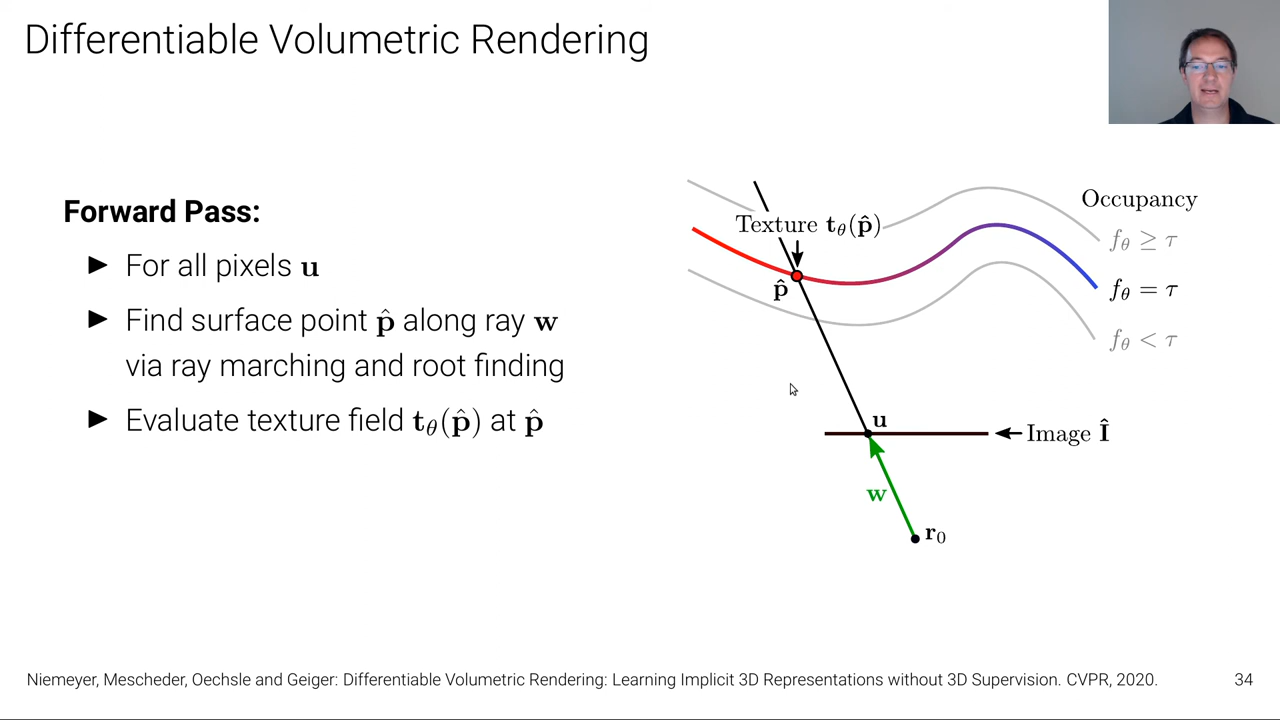 Differentiable Volumetric Rendering
Forward Pass:
► For all pixels u
► Find surface point p̂ along ray w
via ray marching and root finding
► Evaluate texture field t_θ(p̂) at p̂
Occupancy
Texture t_θ(p̂)
f_θ ≥ τ
p̂
f_θ = τ
f_θ < τ
u
Image Î
w
r_0
Niemeyer, Mescheder, Oechsle and Geiger: Differentiable Volumetric Rendering: Learning Implicit 3D Representations without 3D Supervision. CVPR, 2020.
34